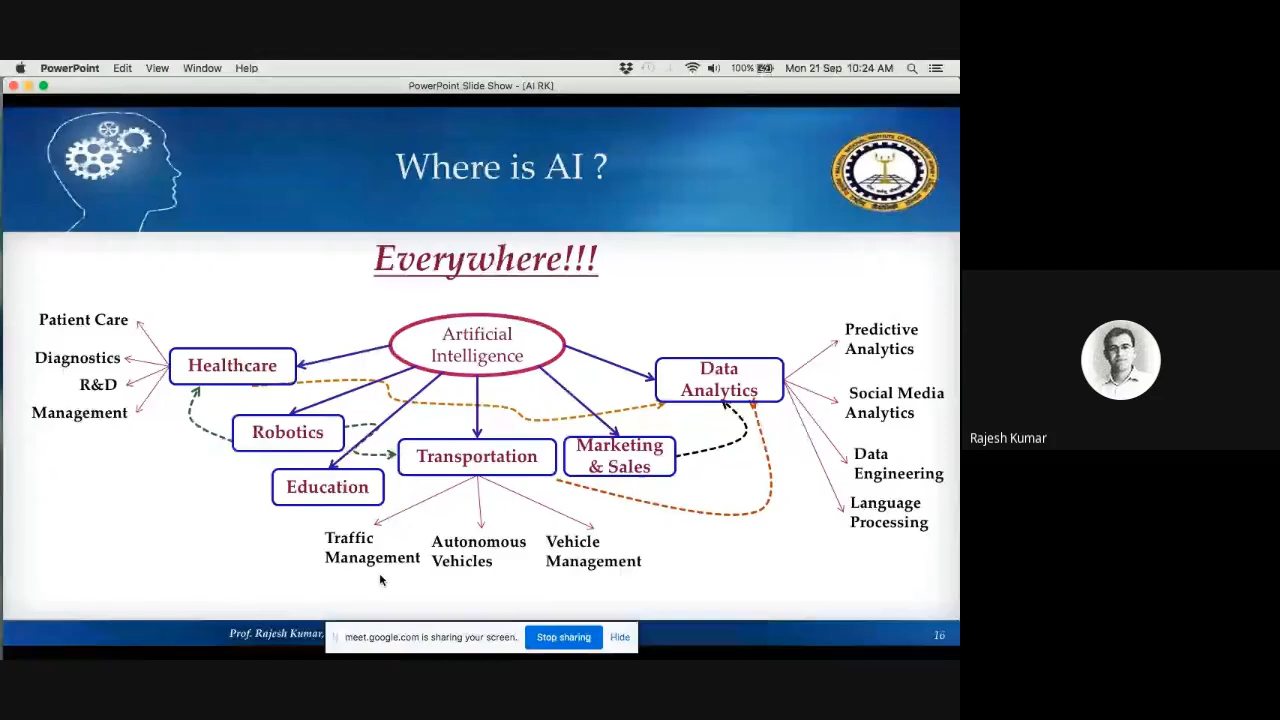 PowerPoint Edit View Window Help
100% Mon 21 Sep 10:24 AM
PowerPoint Slide Show - [AI RK]
Where is AI ?
Everywhere!!!
Artificial
Intelligence
Healthcare
Patient Care
Diagnostics
R&D
Management
Robotics
Education
Transportation
Traffic
Management
Autonomous
Vehicles
Vehicle
Management
Marketing
& Sales
Data
Analytics
Predictive
Analytics
Social Media
Analytics
Data
Engineering
Language
Processing
Prof. Rajesh Kumar,
meet.google.com is sharing your screen. Stop sharing Hide
16
Rajesh Kumar